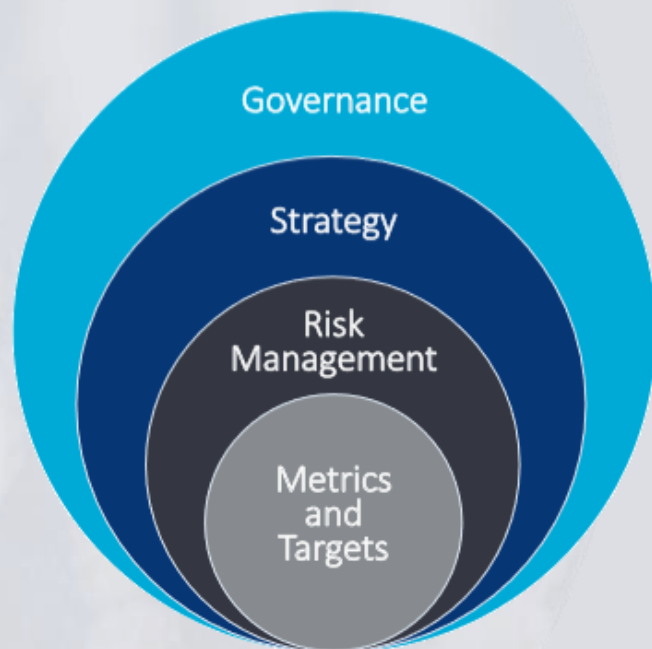 Governance
Strategy
Risk
Management
Metrics
and
Targets